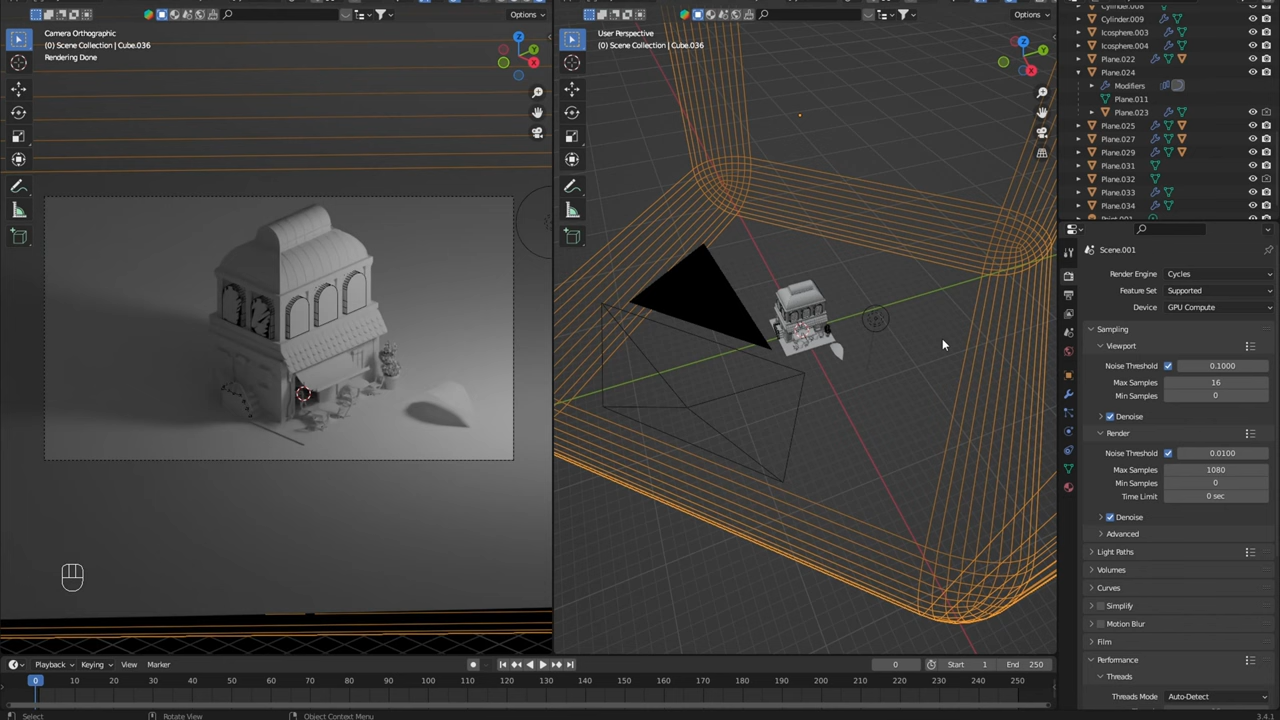 Options
Options
Camera Orthographic
(0) Scene Collection | Cube.036
Rendering Done
User Perspective
(0) Scene Collection | Cube.036
Z
Y
X
Cylinder.009
Icosphere.003
Icosphere.004
Plane.022
Plane.024
Modifiers
Plane.011
Plane.023
Plane.025
Plane.027
Plane.029
Plane.031
Plane.032
Plane.033
Plane.034
Scene.001
Render Engine Cycles
Feature Set Supported
Device GPU Compute
Sampling
Viewport
Noise Threshold 0.1000
Max Samples 16
Min Samples 0
Denoise
Render
Noise Threshold 0.0100
Max Samples 1080
Min Samples 0
Time Limit 0 sec
Denoise
Advanced
Light Paths
Volumes
Curves
Simplify
Motion Blur
Film
Performance
Threads
Threads Mode Auto-Detect
Playback Keying View Marker
0 Start 1 End 250
0 10 20 30 40 50 60 70 80 90 100 110 120 130 140 150 160 170 180 190 200 210 220 230 240 250
Select Rotate View Object Context Menu
3.4.1